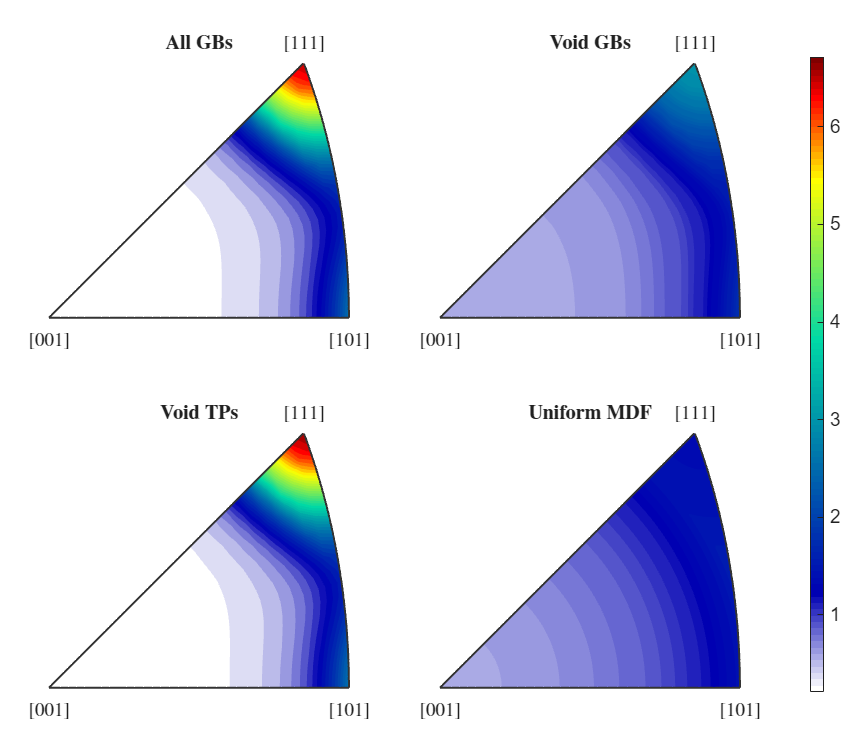 All GBs [111]
[001] [101]
Void GBs [111]
[001] [101]
Void TPs [111]
[001] [101]
Uniform MDF [111]
[001] [101]
6
5
4
3
2
1